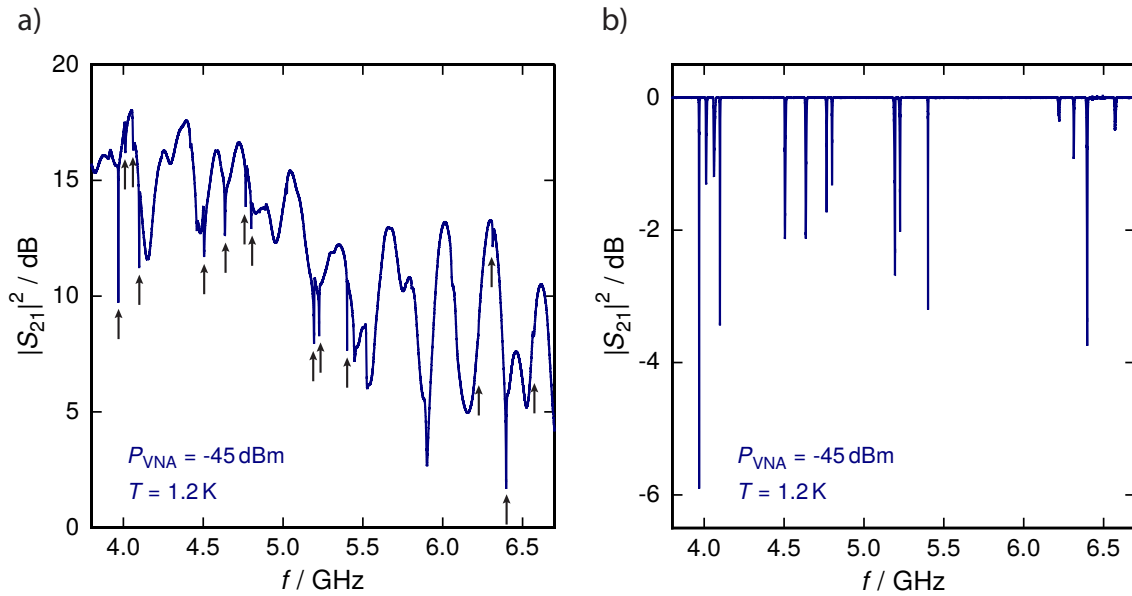 a)
20
15
10
5
0
|S21|² / dB
PVNA = -45 dBm
T = 1.2 K
4.0 4.5 5.0 5.5 6.0 6.5
f / GHz
b)
0
-2
-4
-6
|S21|² / dB
PVNA = -45 dBm
T = 1.2 K
4.0 4.5 5.0 5.5 6.0 6.5
f / GHz